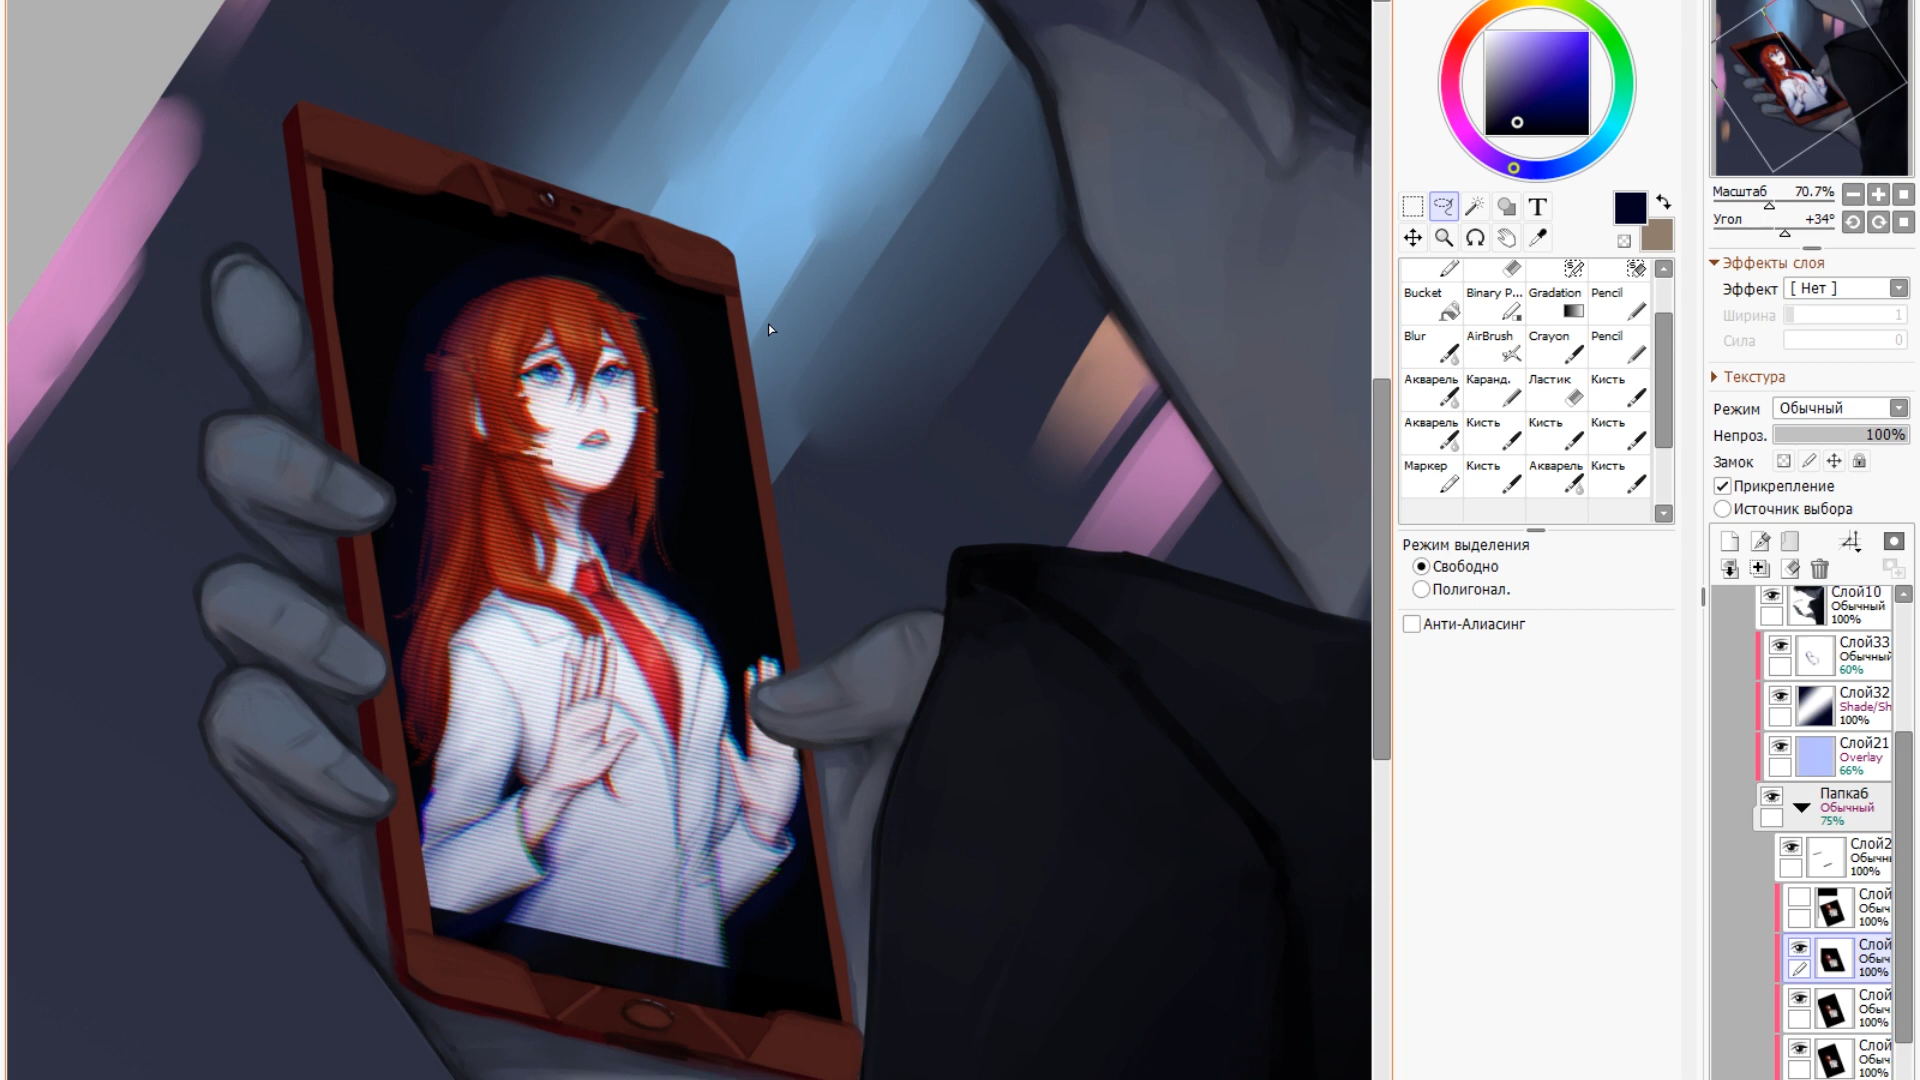 Масштаб 70.7%
Угол +34°
Эффекты слоя
Эффект [ Нет ]
Ширина 1
Сила 0
Текстура
Режим Обычный
Непроз. 100%
Замок
Прикрепление
Источник выбора
T
Bucket Binary P... Gradation Pencil
Blur AirBrush Crayon Pencil
Акварель Каранд. Ластик Кисть
Акварель Кисть Кисть Кисть
Маркер Кисть Акварель Кисть
Режим выделения
Свободно
Полигонал.
Анти-Алиасинг
Слой10
Обычный
100%
Слой33
Обычный
60%
Слой32
Shade/Sh
100%
Слой21
Overlay
66%
Папка6
Обычный
75%
Слой2
Обычн
100%
Слой
Обыч
100%
Слой
Обыч
100%
Слой
Обыч
100%
Слой
Обыч
100%